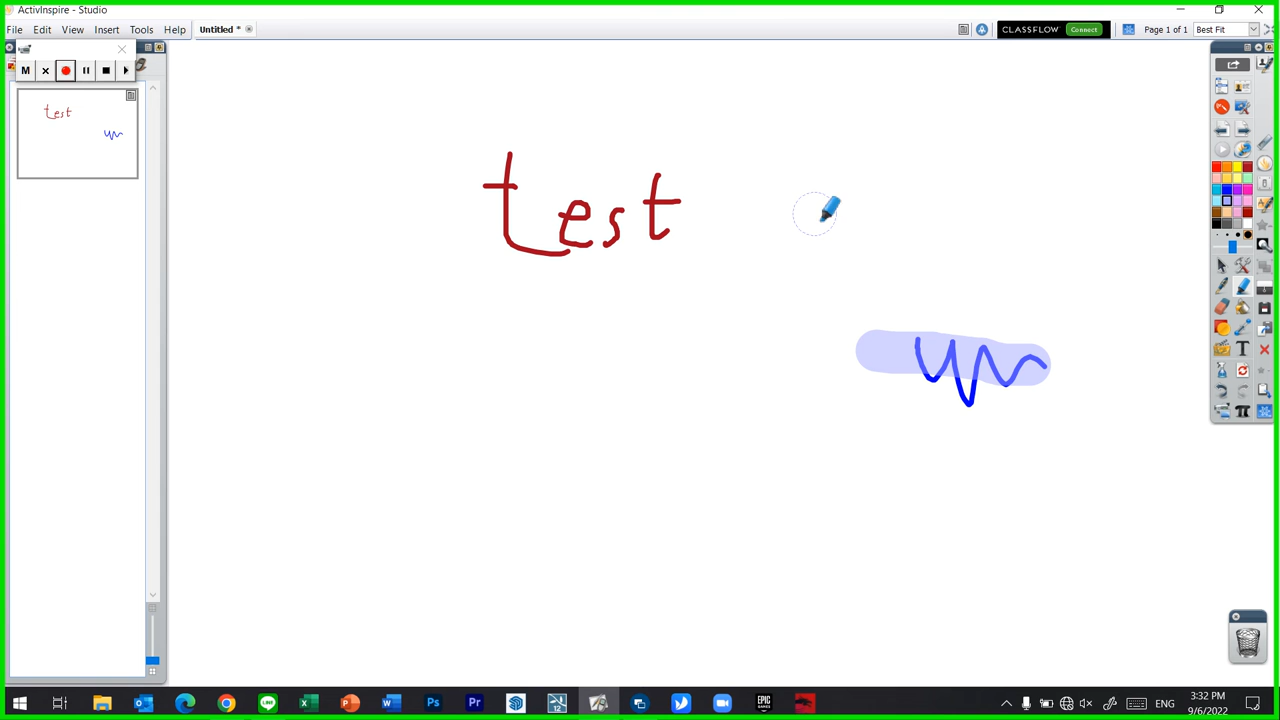 ActivInspire - Studio
File Edit View Insert Tools Help Untitled * CLASSFLOW Connect Page 1 of 1 Best Fit
M
test
test
3:32 PM
ENG
9/6/2022